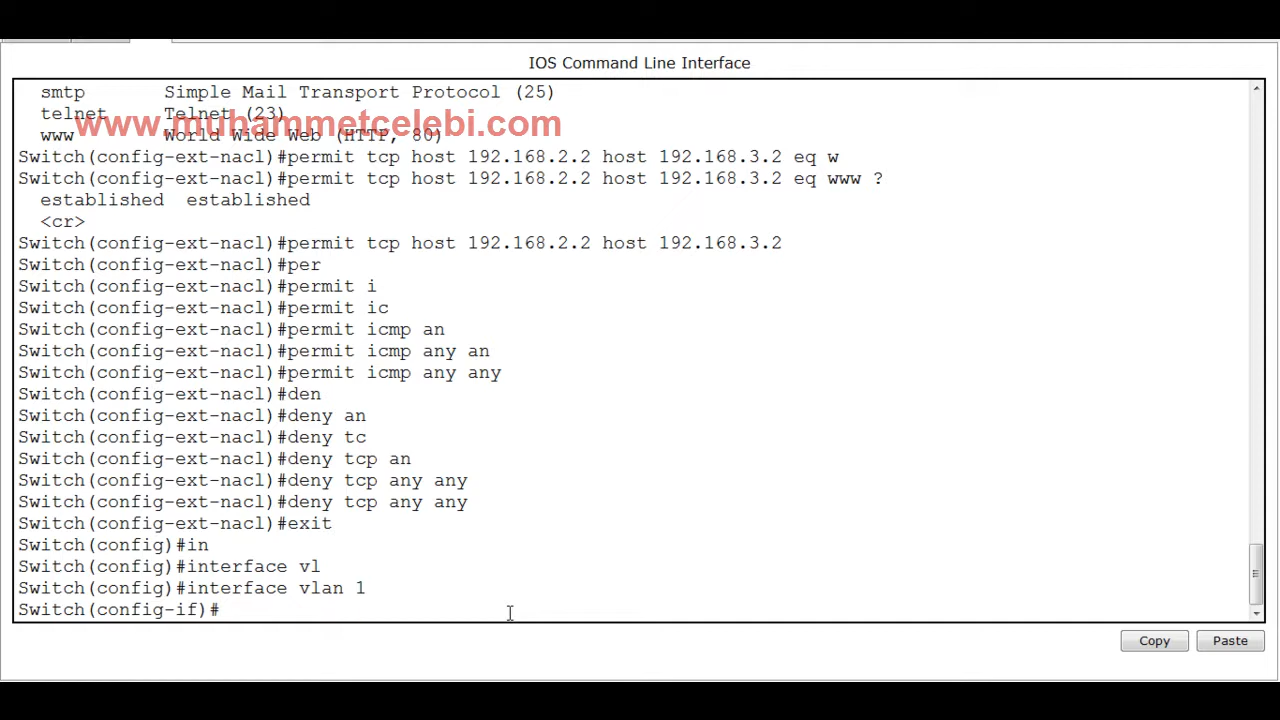 IOS Command Line Interface
smtp Simple Mail Transport Protocol (25)
telnet Telnet (23)
www.muhammetcelebi.com
www World Wide Web (HTTP, 80)
Switch(config-ext-nacl)#permit tcp host 192.168.2.2 host 192.168.3.2 eq w
Switch(config-ext-nacl)#permit tcp host 192.168.2.2 host 192.168.3.2 eq www ?
established established
<cr>
Switch(config-ext-nacl)#permit tcp host 192.168.2.2 host 192.168.3.2
Switch(config-ext-nacl)#per
Switch(config-ext-nacl)#permit i
Switch(config-ext-nacl)#permit ic
Switch(config-ext-nacl)#permit icmp an
Switch(config-ext-nacl)#permit icmp any an
Switch(config-ext-nacl)#permit icmp any any
Switch(config-ext-nacl)#den
Switch(config-ext-nacl)#deny an
Switch(config-ext-nacl)#deny tc
Switch(config-ext-nacl)#deny tcp an
Switch(config-ext-nacl)#deny tcp any any
Switch(config-ext-nacl)#deny tcp any any
Switch(config-ext-nacl)#exit
Switch(config)#in
Switch(config)#interface vl
Switch(config)#interface vlan 1
Switch(config-if)#
Copy Paste